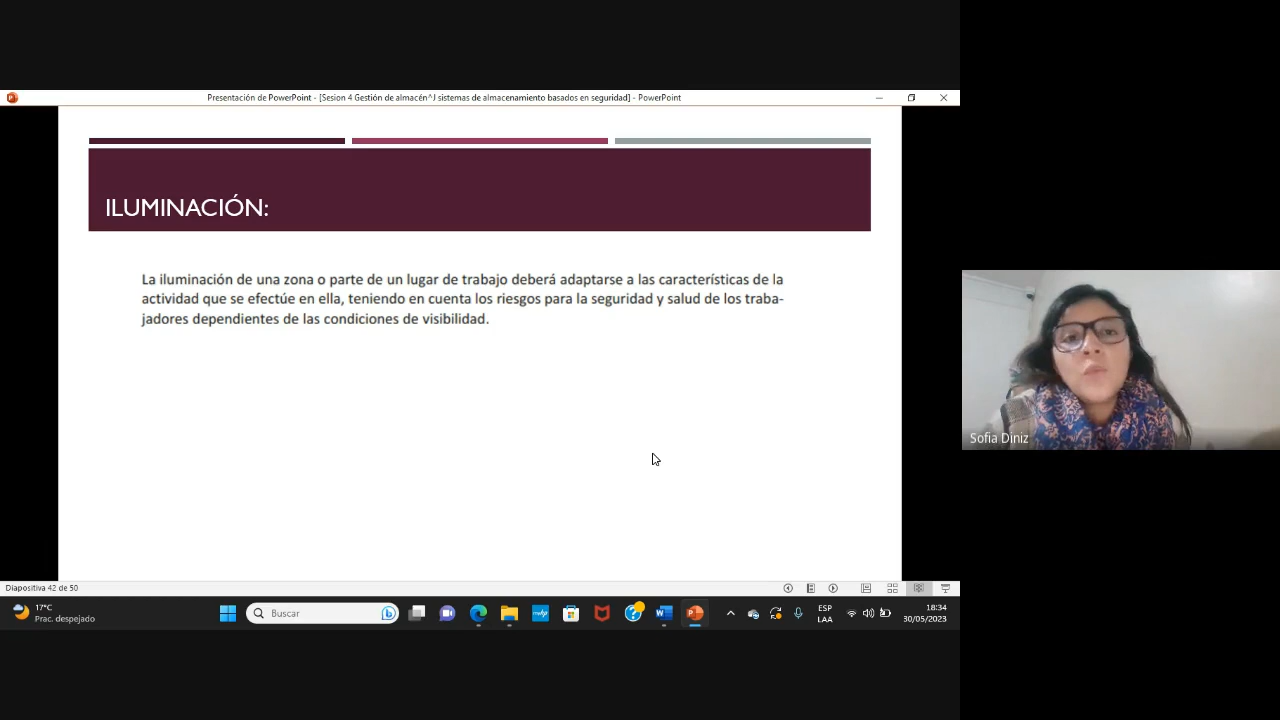 Presentación de PowerPoint - [Sesion 4 Gestión de almacén^J sistemas de almacenamiento basados en seguridad] - PowerPoint
ILUMINACIÓN:
La iluminación de una zona o parte de un lugar de trabajo deberá adaptarse a las características de la
actividad que se efectúe en ella, teniendo en cuenta los riesgos para la seguridad y salud de los traba-
jadores dependientes de las condiciones de visibilidad.
Sofia Diniz
Diapositiva 42 de 50
17°C
Prac. despejado
Buscar
ESP
LAA
18:34
30/05/2023